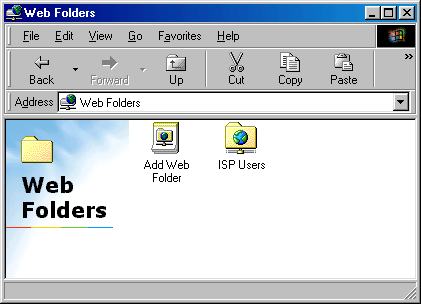 Web Folders
File Edit View Go Favorites Help
Back Forward Up Cut Copy Paste »
Address Web Folders
Web
Folders
Add Web
Folder
ISP Users